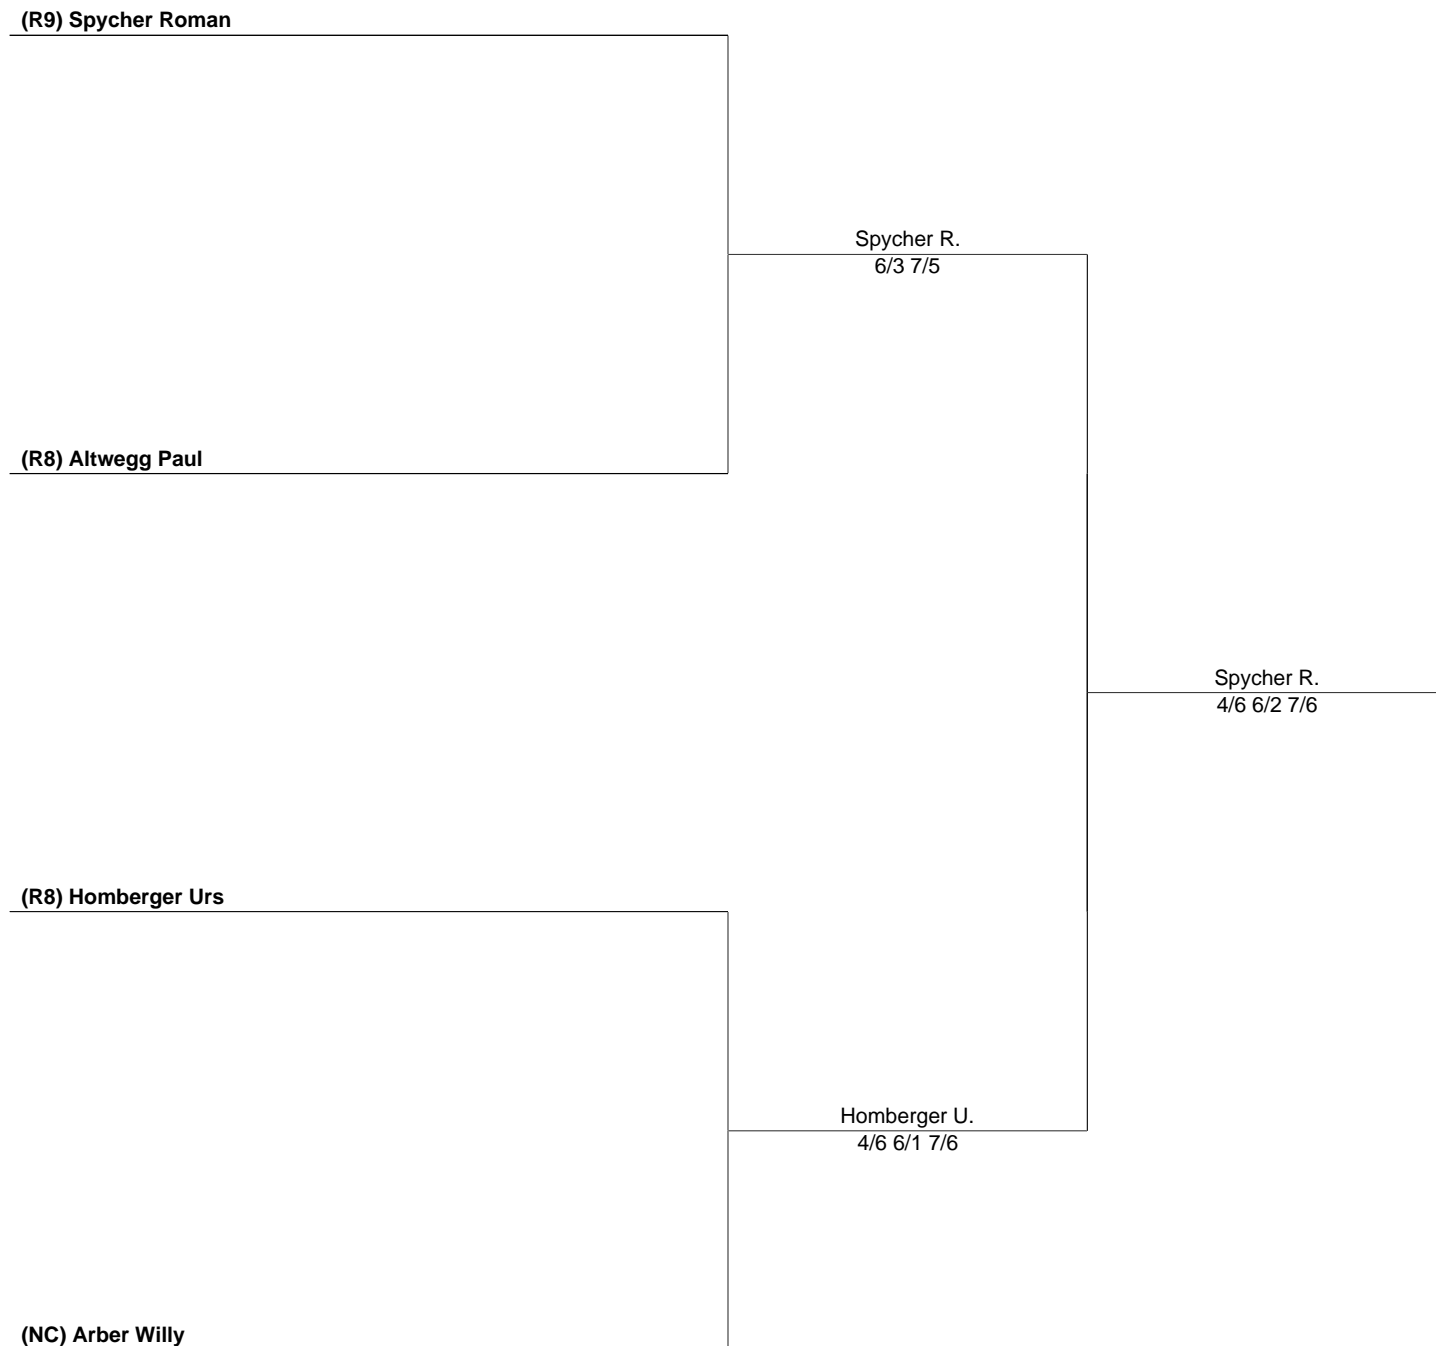 (R9) Spycher Roman
Spycher R.
6/3 7/5
(R8) Altwegg Paul
Spycher R.
4/6 6/2 7/6
(R8) Homberger Urs
Homberger U.
4/6 6/1 7/6
(NC) Arber Willy